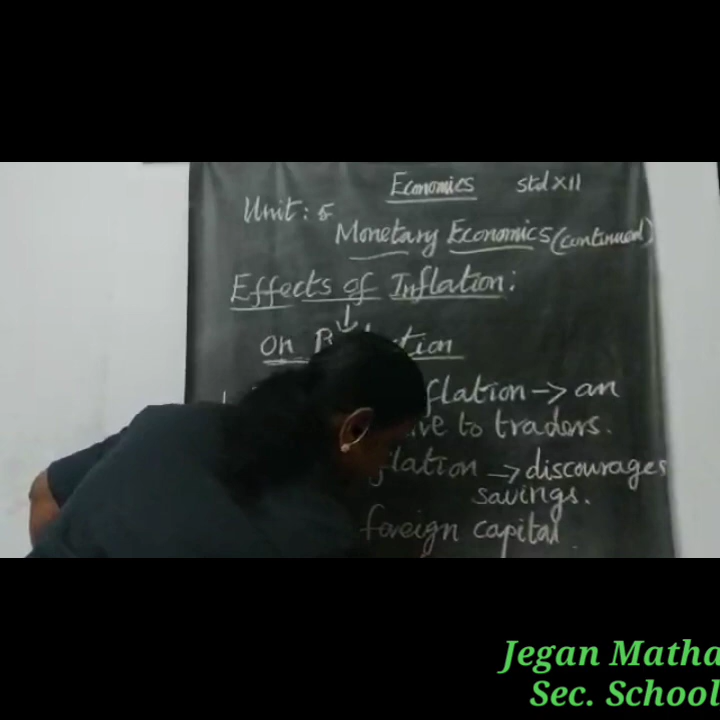 Economics std XII
Unit: 5
Monetary Economics (continued)
Effects of Inflation:
on
flation -> an
to traders.
flation -> discourages
savings.
foreign capital
Jegan Matha
Sec. School